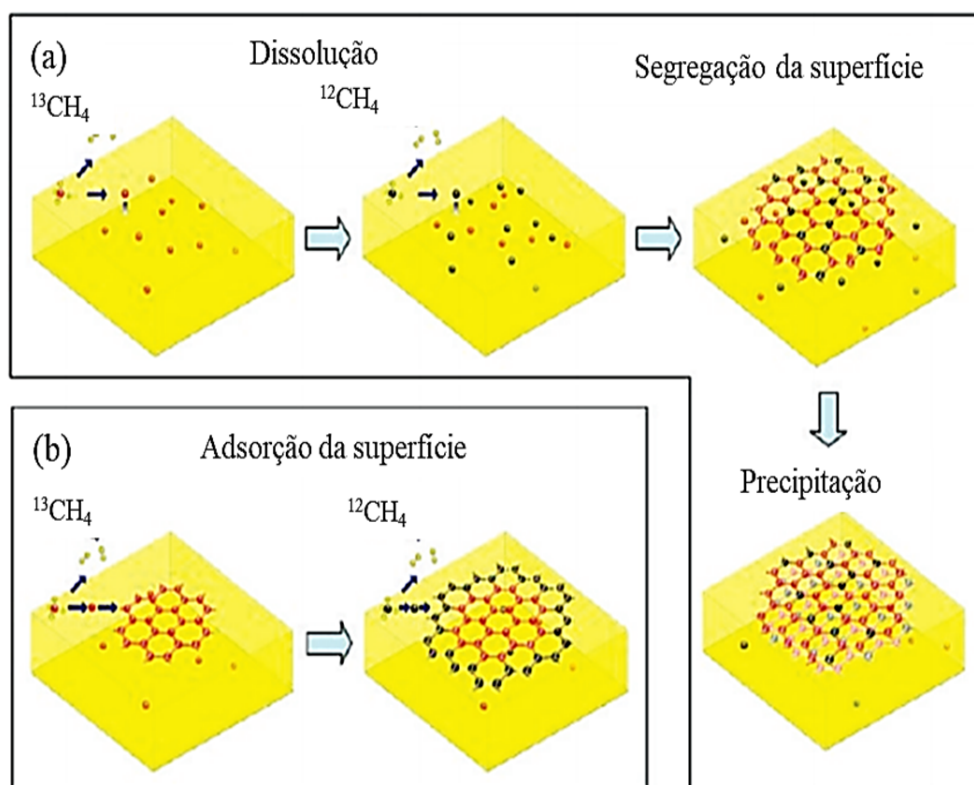 (a)
Dissolução
Segregação da superfície
¹³CH₄
¹²CH₄
Precipitação
(b)
Adsorção da superfície
¹³CH₄
¹²CH₄